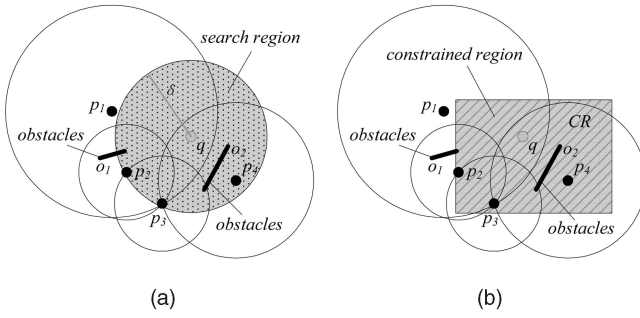 search region
δ
p1
obstacles
q
o1
o2
p2
p4
p3
obstacles
(a)
constrained region
p1
CR
obstacles
q
o2
o1
p2
p4
p3
obstacles
(b)